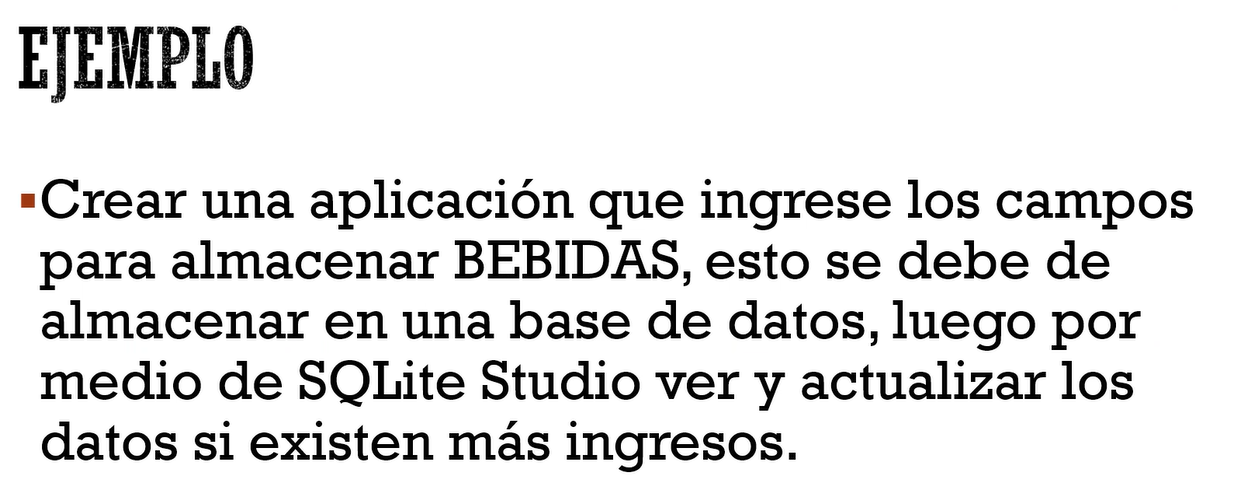 EJEMPLO
▪Crear una aplicación que ingrese los campos
para almacenar BEBIDAS, esto se debe de
almacenar en una base de datos, luego por
medio de SQLite Studio ver y actualizar los
datos si existen más ingresos.